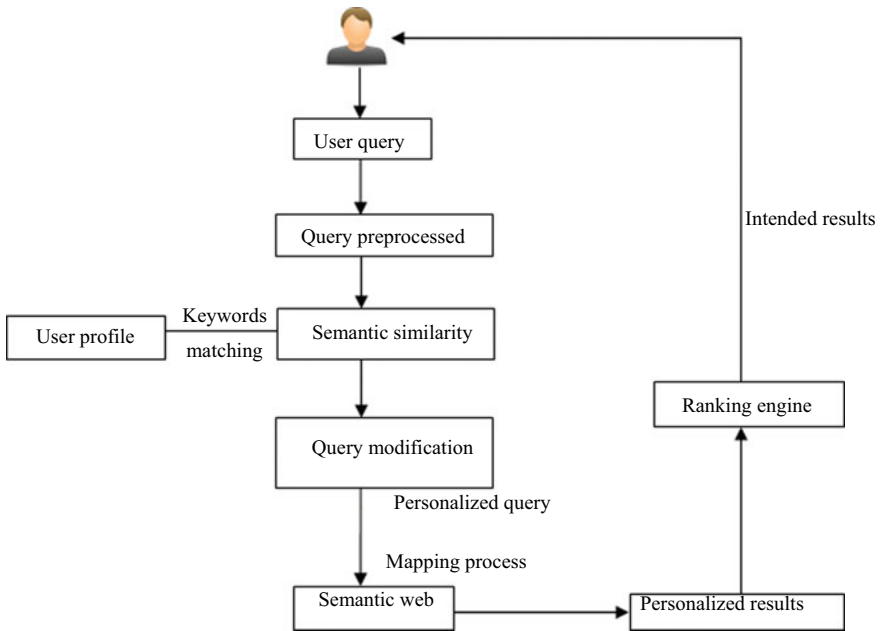 User query
Query preprocessed
Keywords
matching
User profile
Semantic similarity
Query modification
Personalized query
Mapping process
Semantic web
Personalized results
Ranking engine
Intended results